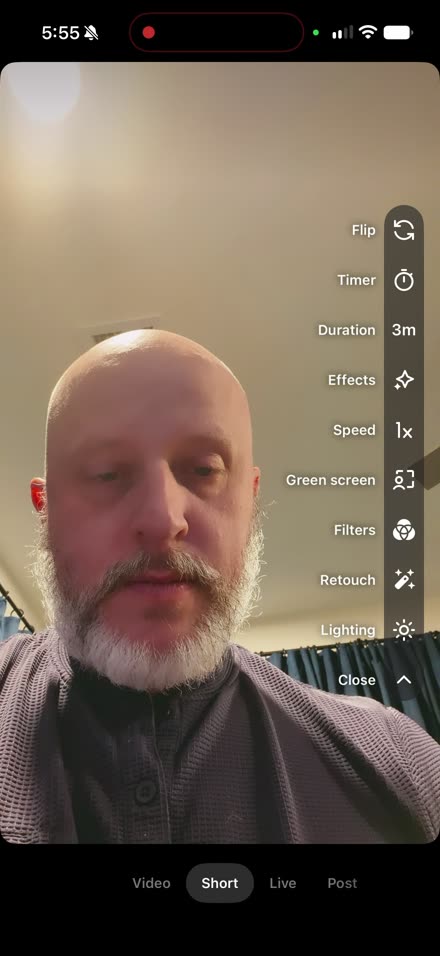 5:55
Flip
Timer
Duration 3m
Effects
Speed 1x
Green screen
Filters
Retouch
Lighting
Close
Video Short Live Post